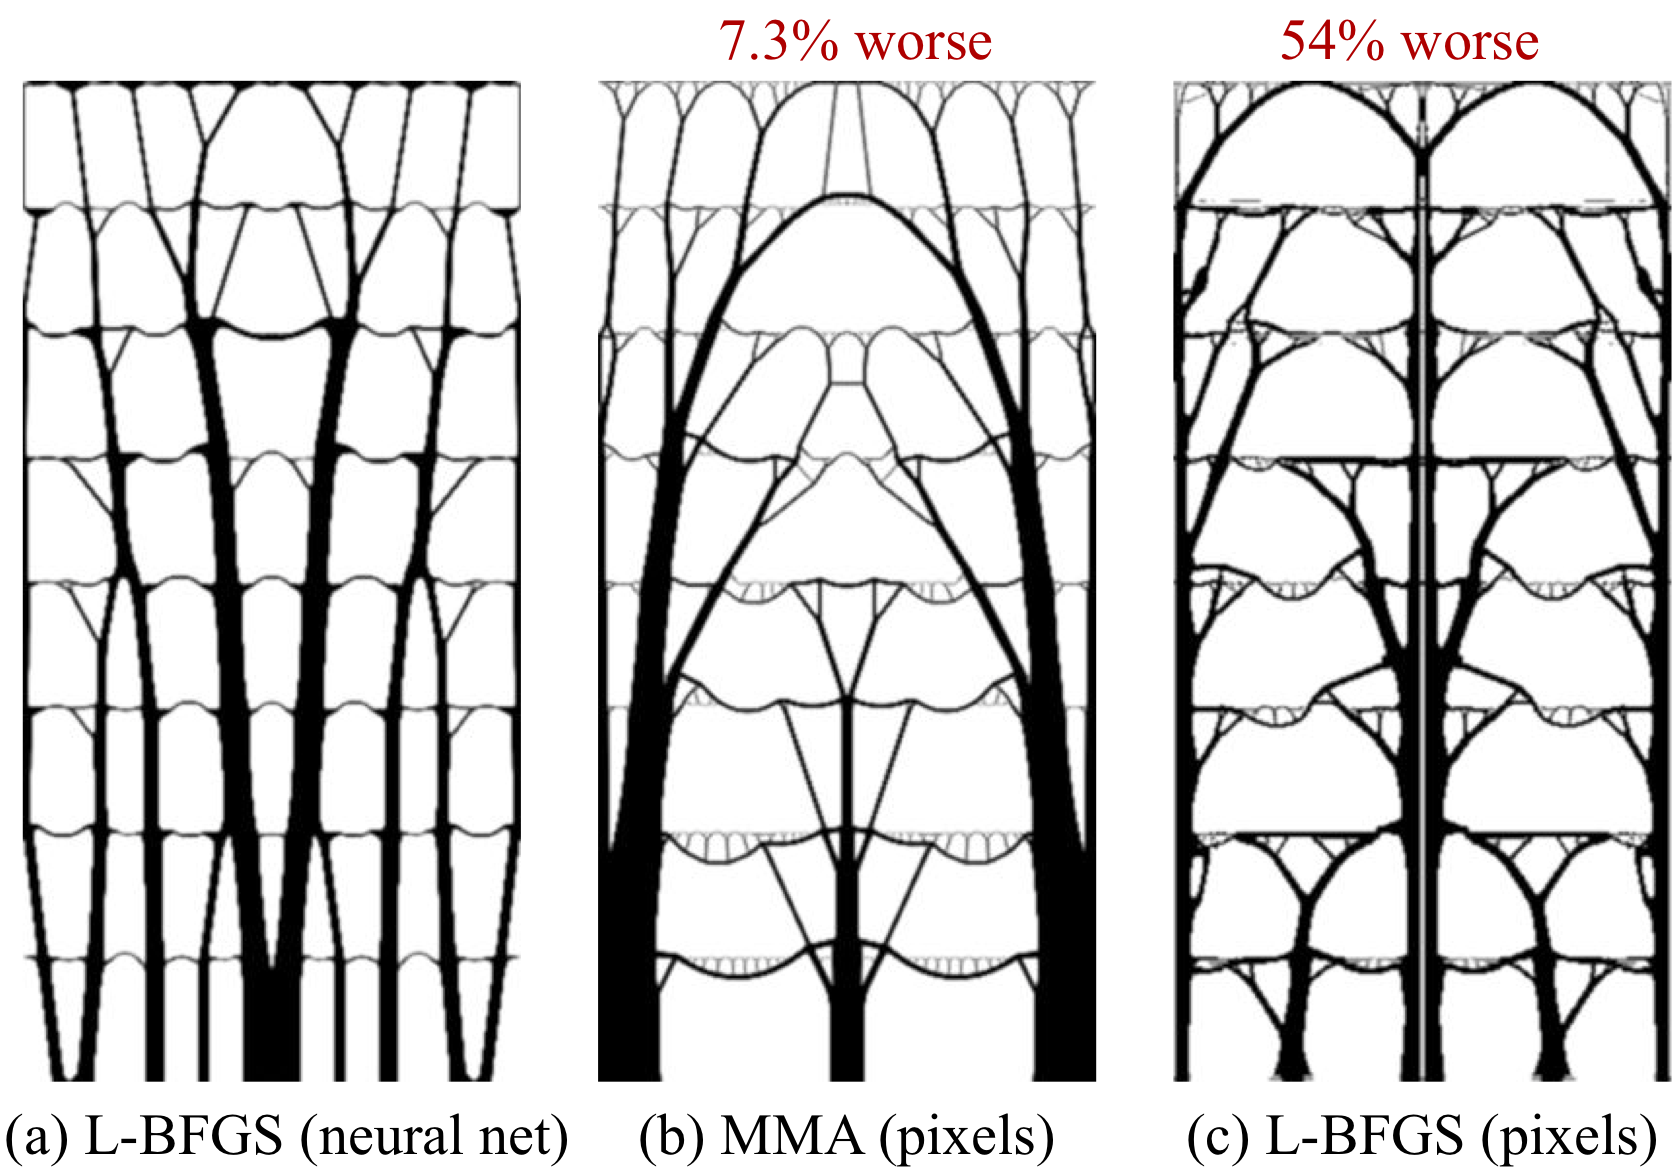 7.3% worse
54% worse
(a) L-BFGS (neural net)
(b) MMA (pixels)
(c) L-BFGS (pixels)